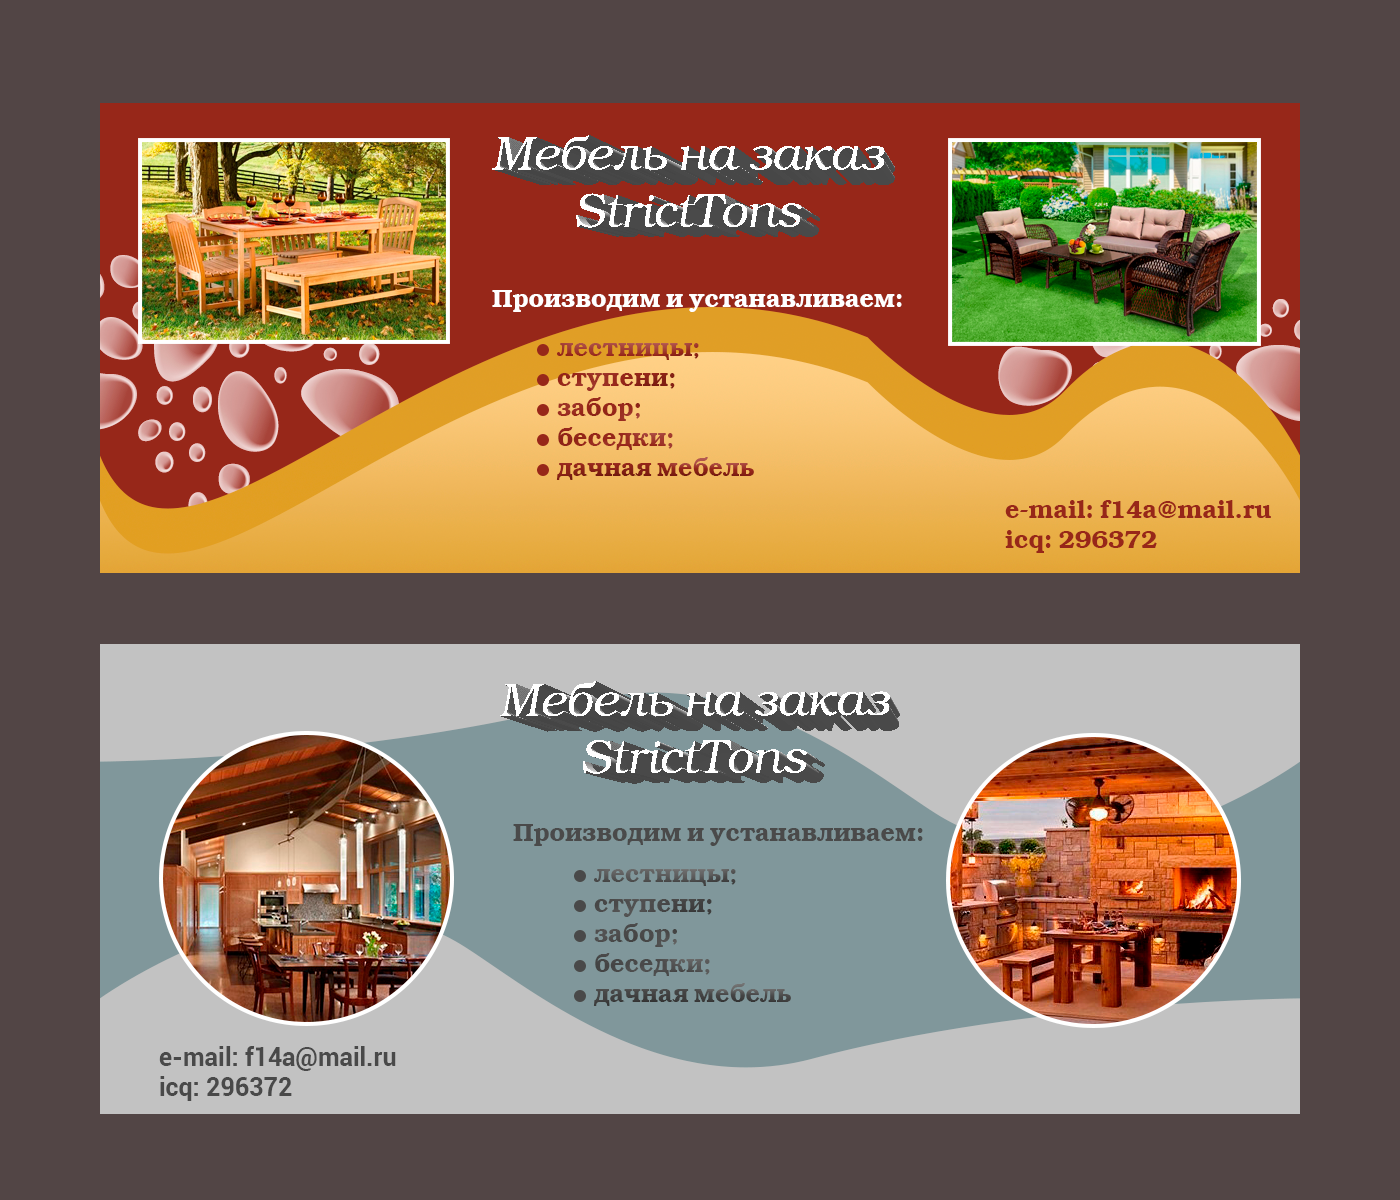 Мебель на заказ
StrictTons
Производим и устанавливаем:
● лестницы;
● ступени;
● забор;
● беседки;
● дачная мебель
e-mail: f14a@mail.ru
icq: 296372
Мебель на заказ
StrictTons
Производим и устанавливаем:
● лестницы;
● ступени;
● забор;
● беседки;
● дачная мебель
e-mail: f14a@mail.ru
icq: 296372